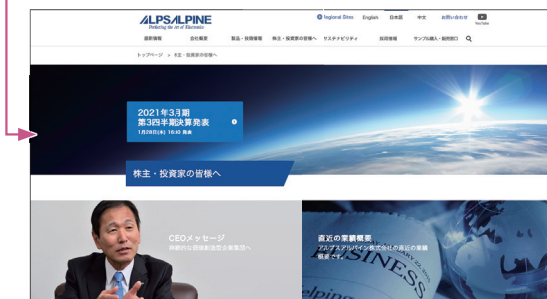 ALPSALPINE
Perfecting the Art of Electronics
Regional Sites English 日本語 中文 お問い合わせ YouTube
最新情報 会社概要 製品・技術情報 株主・投資家の皆様へ サステナビリティ 採用情報 サンプル購入・販売窓口
トップページ > 株主・投資家の皆様へ
2021年3月期
第3四半期決算発表
1月28日(木) 16:10 発表
株主・投資家の皆様へ
CEOメッセージ
持続的な価値創造型企業集団へ
直近の業績概要
アルプスアルパイン株式会社の直近の業績
概要です。